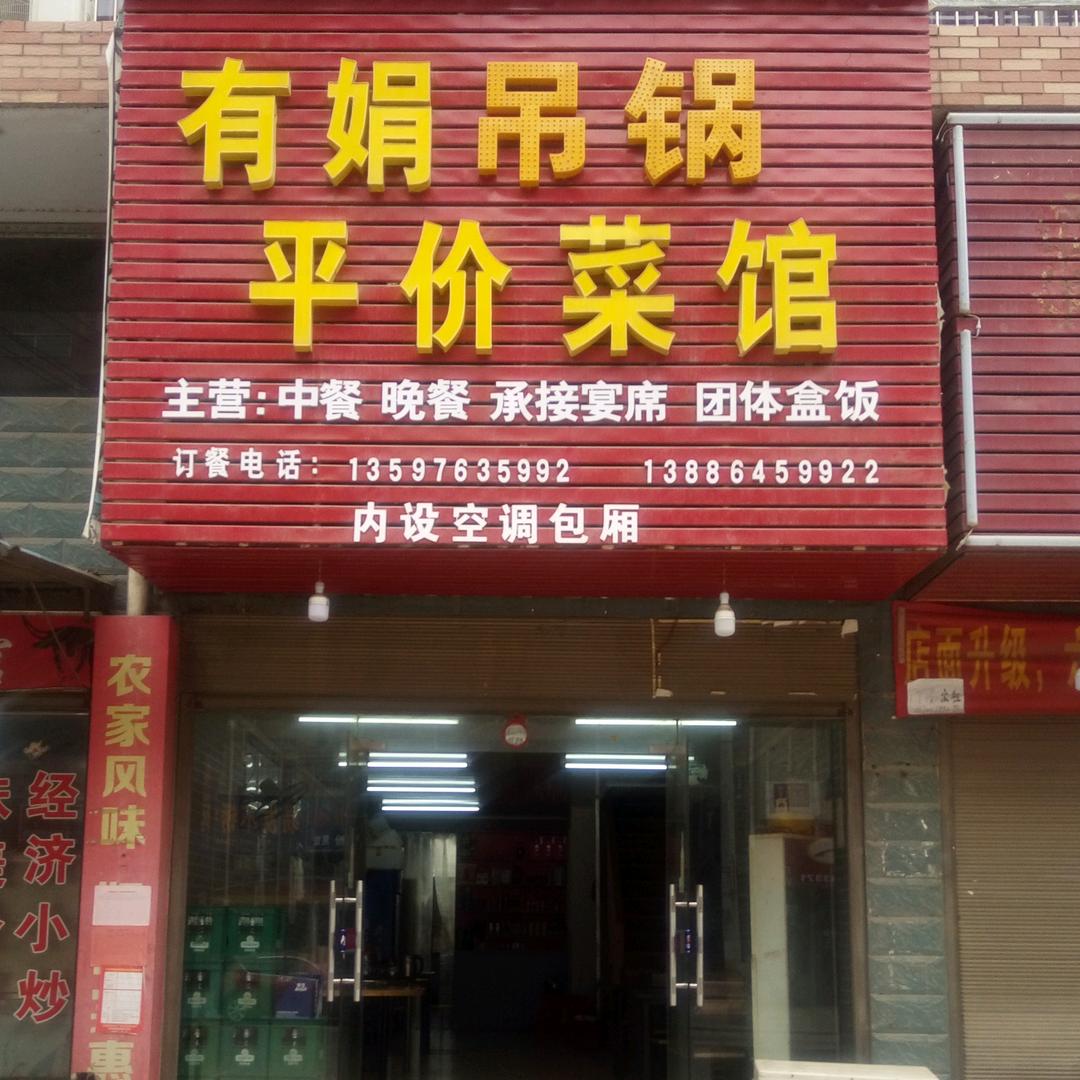 有娟吊锅
平价菜馆
主营:中餐 晚餐 承接宴席 团体盒饭
订餐电话: 13597635992 13886459922
内设空调包厢
店面升级,
农家风味
惠
经济小炒